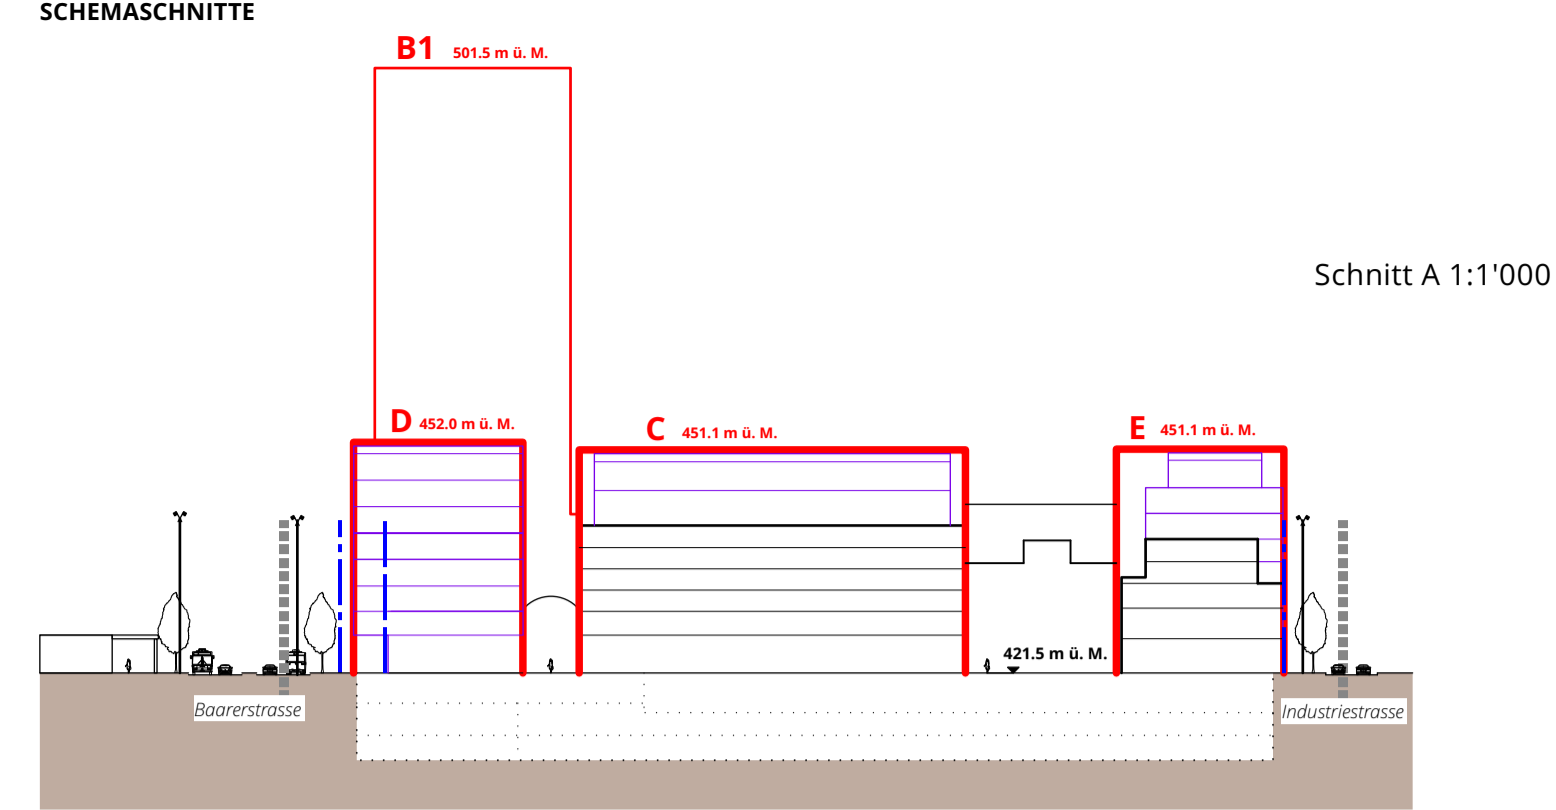 SCHEMASCHNITTE
B1 501.5 m ü. M.
Schnitt A 1:1'000
D 452.0 m ü. M.
C 451.1 m ü. M.
E 451.1 m ü. M.
421.5 m ü. M.
Baarerstrasse
Industriestrasse